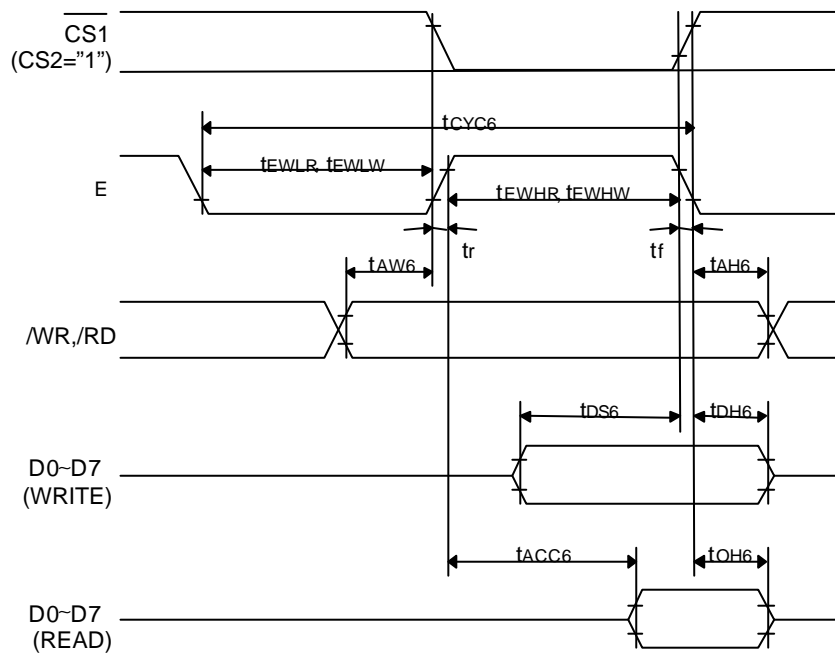 CS1
(CS2=”1”)
tCYC6
tEWLR, tEWLW
E
tEWHR, tEWHW
tr
tf
tAW6
tAH6
/WR,/RD
tDS6
tDH6
D0~D7
(WRITE)
tACC6
tOH6
D0~D7
(READ)